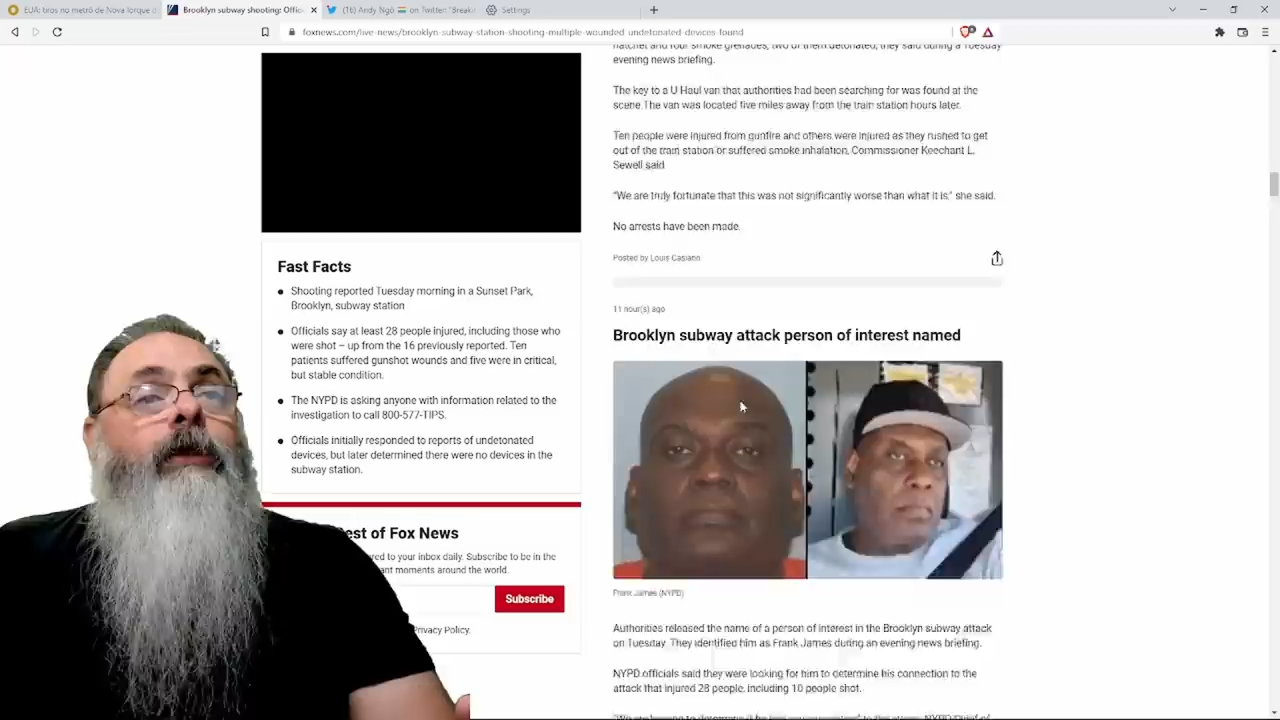 EUA: tiros no metrô de Nova Iorque d
Brooklyn subway shooting: Offici
(16) Andy Ngô on Twitter: "Breaki
Settings
foxnews.com/live-news/brooklyn-subway-station-shooting-multiple-wounded-undetonated-devices-found
hatchet and four smoke grenades, two of them detonated, they said during a Tuesday
evening news briefing.
The key to a U Haul van that authorities had been searching for was found at the
scene. The van was located five miles away from the train station hours later.
Ten people were injured from gunfire and others were injured as they rushed to get
out of the train station or suffered smoke inhalation, Commissioner Keechant L.
Sewell said.
"We are truly fortunate that this was not significantly worse than what it is," she said.
No arrests have been made.
Posted by Louis Casiano
Fast Facts
Shooting reported Tuesday morning in a Sunset Park,
Brooklyn, subway station
Officials say at least 28 people injured, including those who
were shot – up from the 16 previously reported. Ten
patients suffered gunshot wounds and five were in critical,
but stable condition.
The NYPD is asking anyone with information related to the
investigation to call 800-577-TIPS.
Officials initially responded to reports of undetonated
devices, but later determined there were no devices in the
subway station.
est of Fox News
red to your inbox daily. Subscribe to be in the
ant moments around the world.
Subscribe
Privacy Policy.
11 hour(s) ago
Brooklyn subway attack person of interest named
Frank James (NYPD)
Authorities released the name of a person of interest in the Brooklyn subway attack
on Tuesday. They identified him as Frank James during an evening news briefing.
NYPD officials said they were looking for him to determine his connection to the
attack that injured 28 people, including 10 people shot.